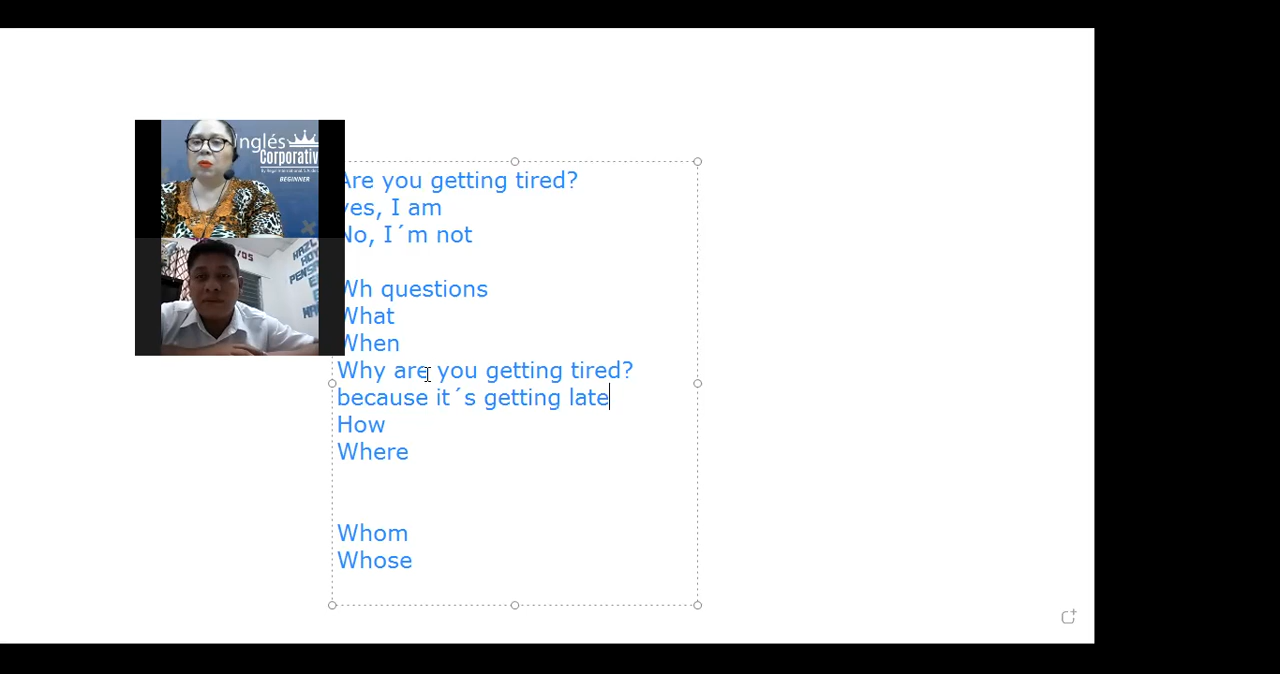 Inglés
Corporativ
BEGINNER
Are you getting tired?
yes, I am
No, I´m not
Wh questions
What
When
Why are you getting tired?
because it´s getting late
How
Where
Whom
Whose